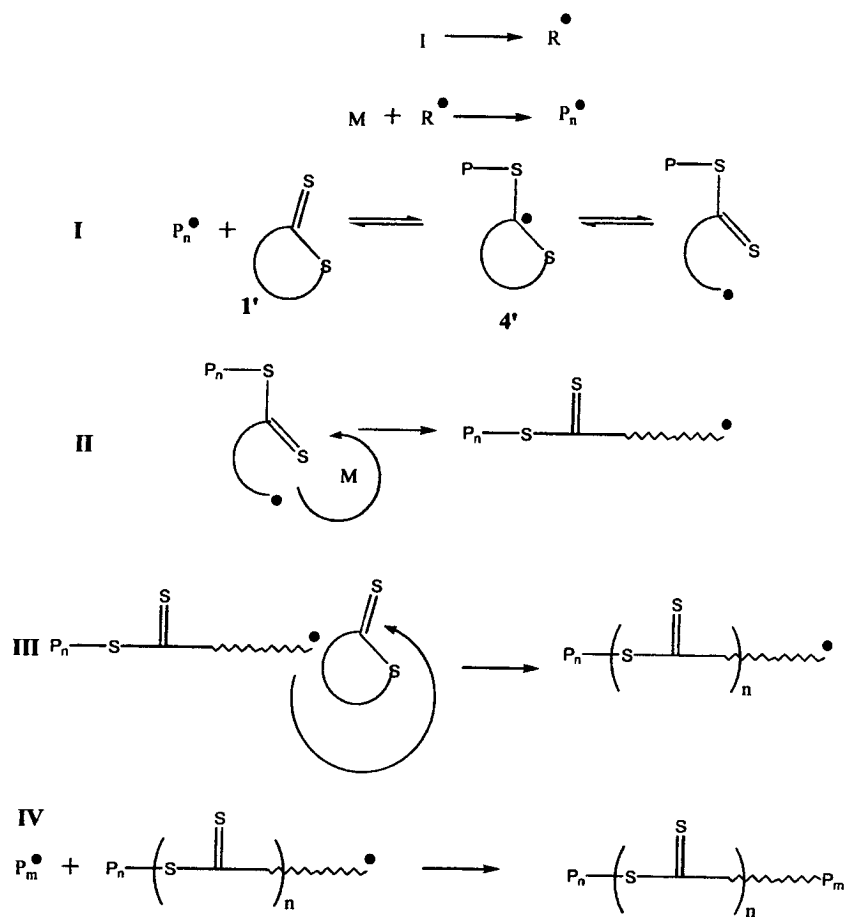 I R•
M + R• Pn•
P—S P—S
S
I Pn• + S S S
1' 4'
Pn—S
S
II S Pn—S
M
S S S
III Pn—S S Pn—(S )n
IV
S S
Pm• + Pn—(S )n Pn—(S )n Pm